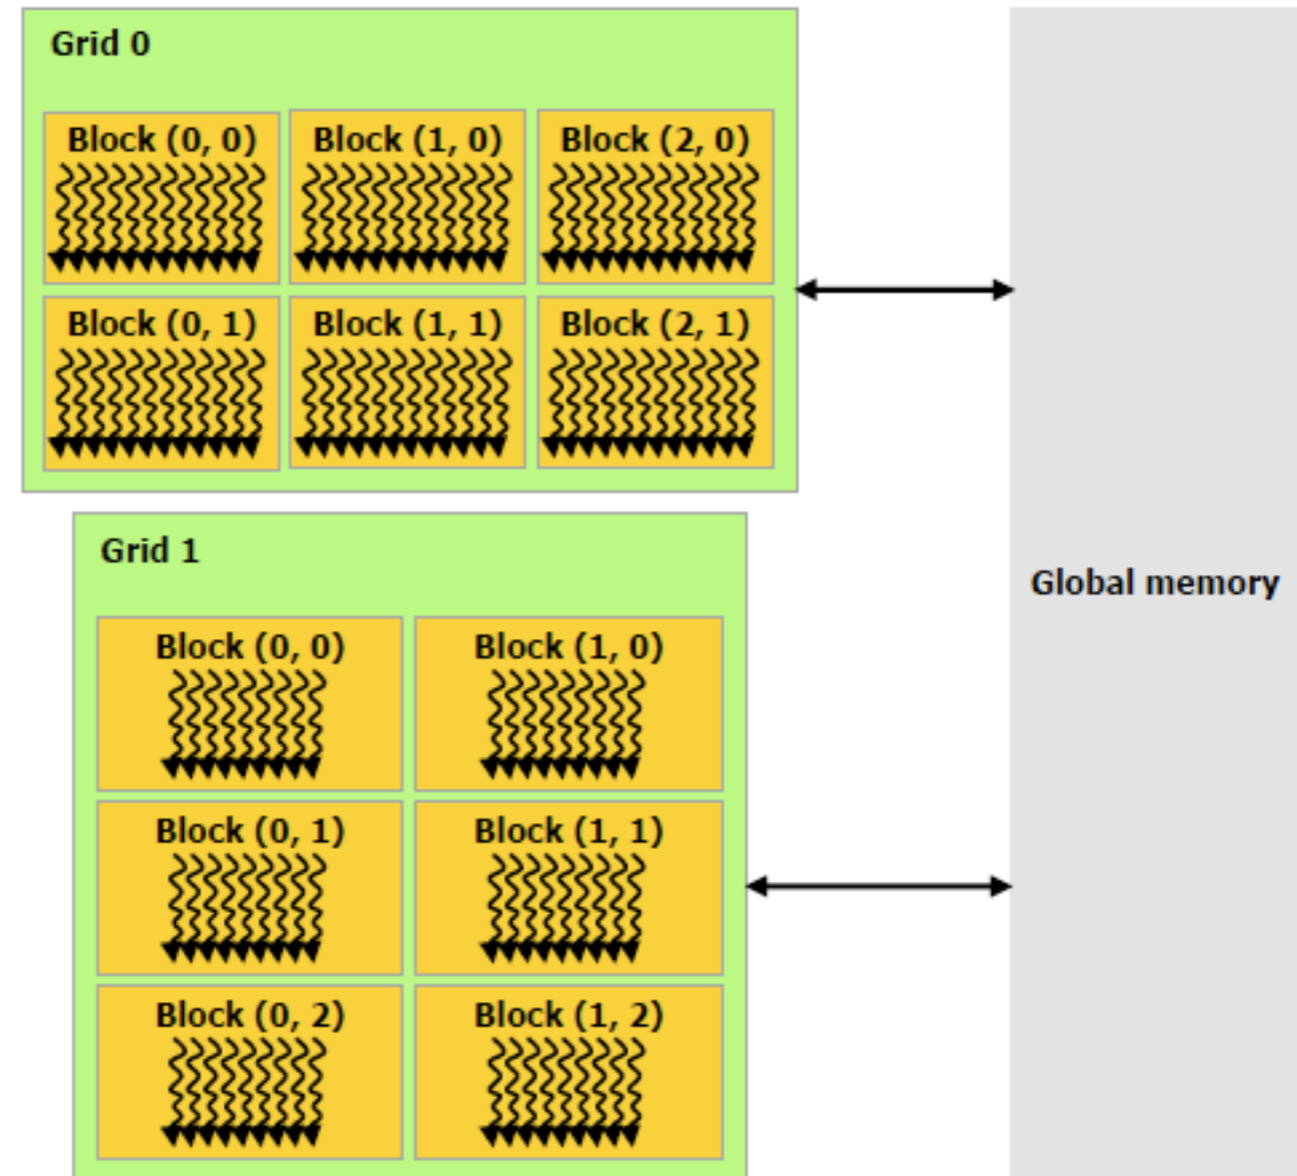 Grid 0
Block (0, 0) Block (1, 0) Block (2, 0)
Block (0, 1) Block (1, 1) Block (2, 1)
Grid 1
Global memory
Block (0, 0) Block (1, 0)
Block (0, 1) Block (1, 1)
Block (0, 2) Block (1, 2)